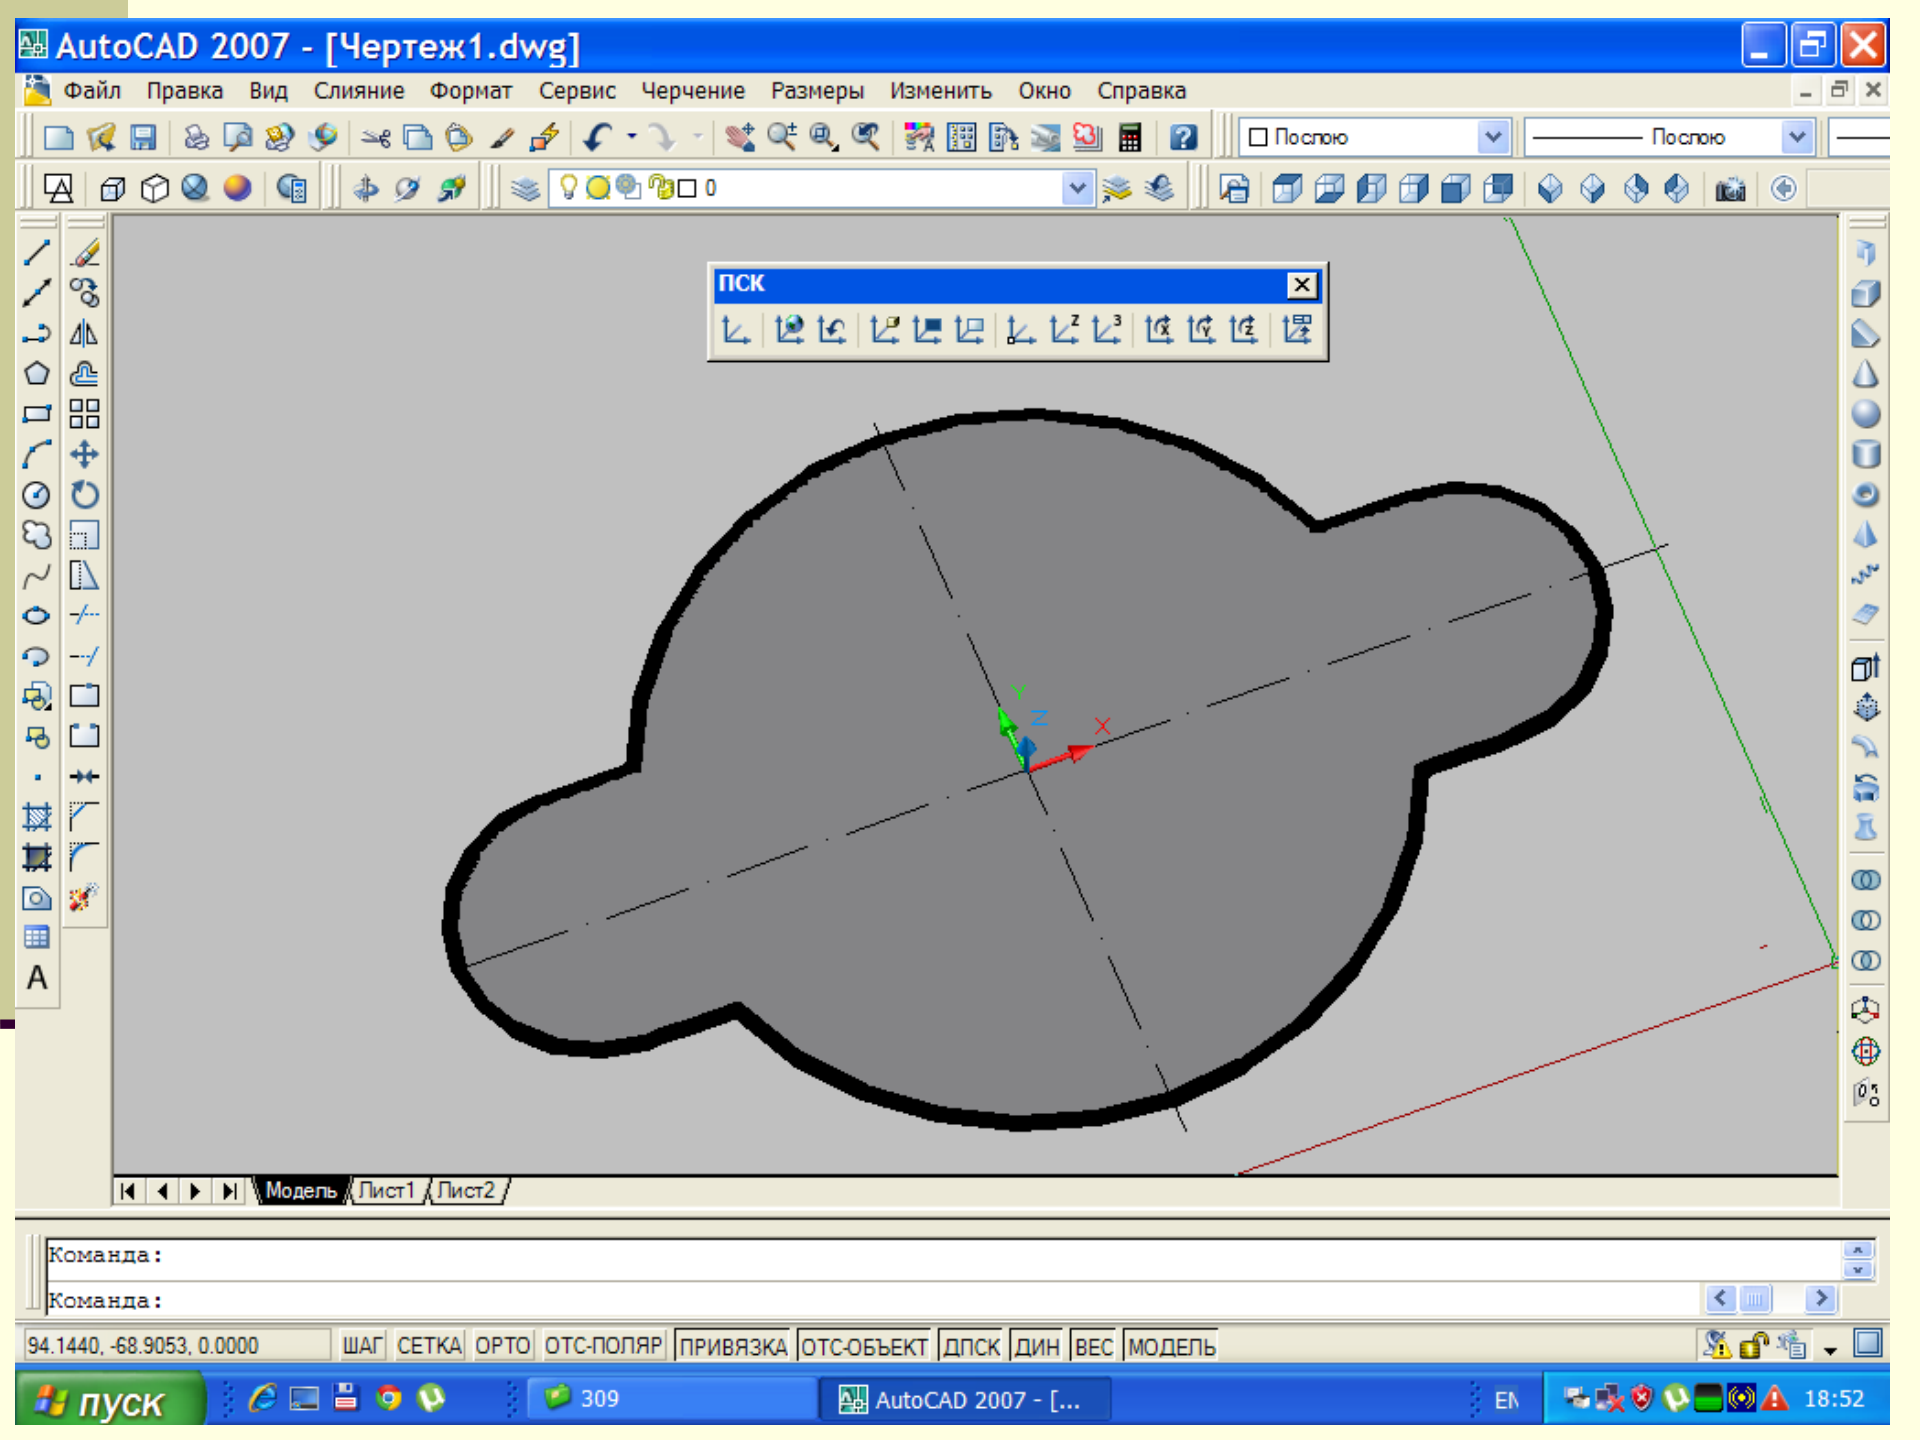 AutoCAD 2007 - [Чертеж1.dwg]
Файл Правка Вид Слияние Формат Сервис Черчение Размеры Изменить Окно Справка
Послою Послою
0
ПСК
Y
Z
X
Модель Лист1 Лист2
Команда:
Команда:
94.1440, -68.9053, 0.0000 ШАГ СЕТКА ОРТО ОТС-ПОЛЯР ПРИВЯЗКА ОТС-ОБЪЕКТ ДПСК ДИН ВЕС МОДЕЛЬ
пуск 309 AutoCAD 2007 - [... EN 18:52